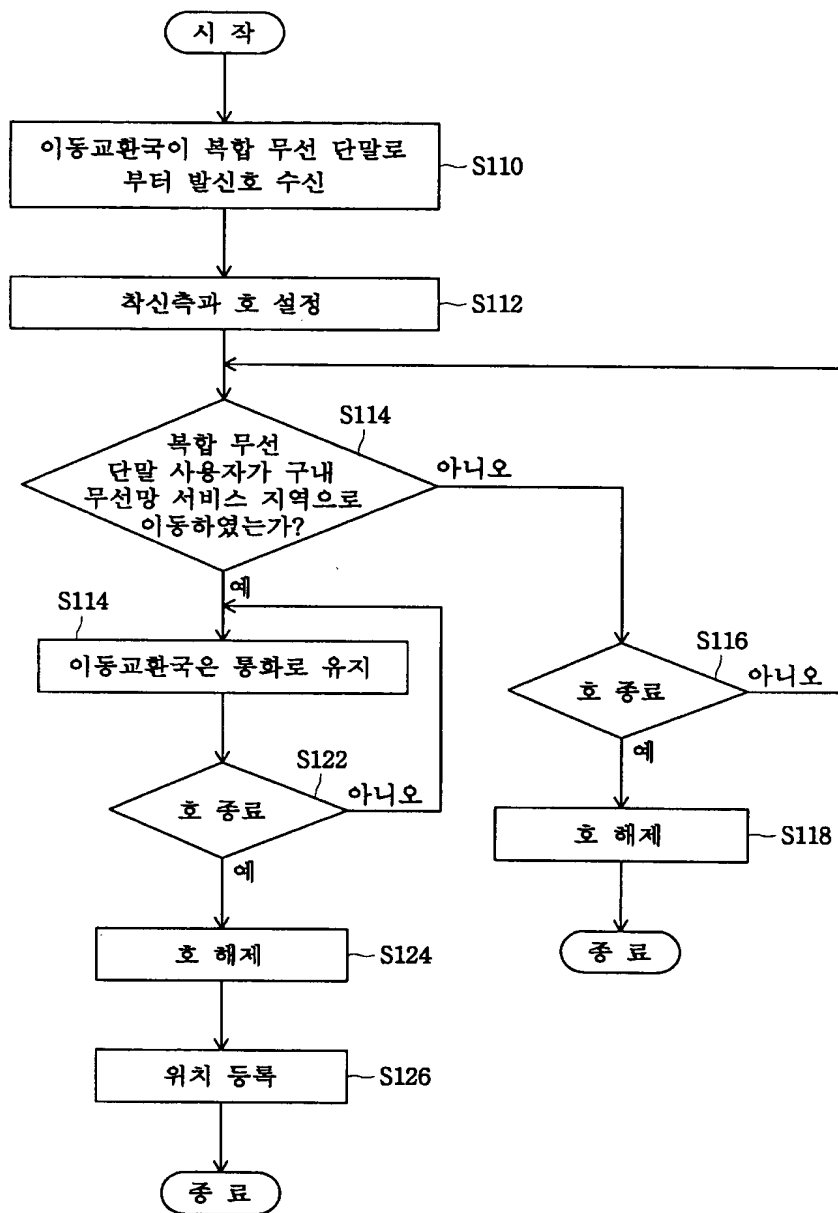 시 작
이동교환국이 복합 무선 단말로
부터 발신호 수신
S110
착신측과 호 설정
S112
S114
복합 무선
단말 사용자가 구내
무선망 서비스 지역으로
이동하였는가?
아니오
예
S114
이동교환국은 통화로 유지
S116
호 종료
아니오
예
S122
호 종료
아니오
예
호 해제
S118
종 료
호 해제
S124
위치 등록
S126
종 료